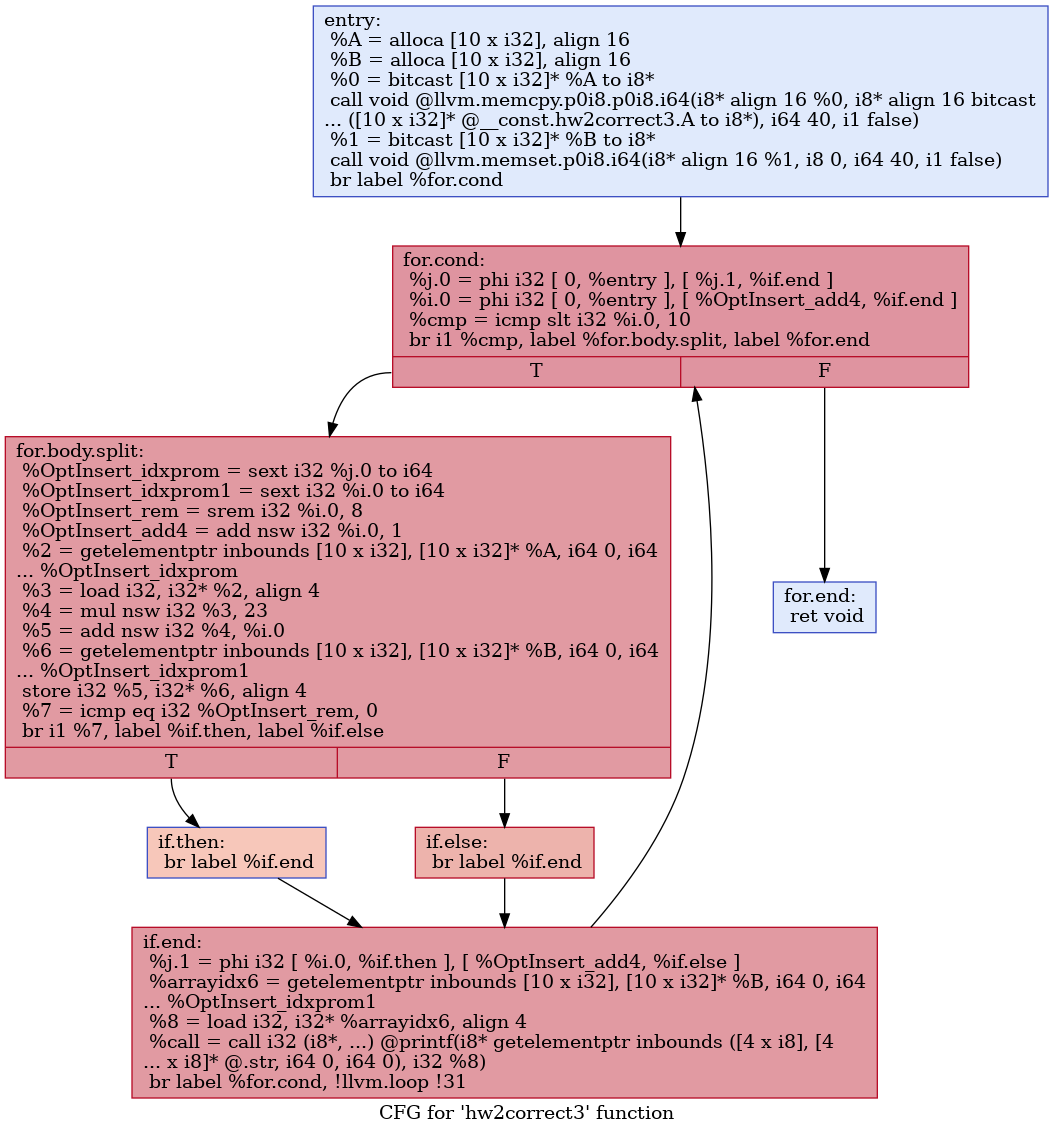 entry:
%A = alloca [10 x i32], align 16
%B = alloca [10 x i32], align 16
%0 = bitcast [10 x i32]* %A to i8*
call void @llvm.memcpy.p0i8.p0i8.i64(i8* align 16 %0, i8* align 16 bitcast
... ([10 x i32]* @__const.hw2correct3.A to i8*), i64 40, i1 false)
%1 = bitcast [10 x i32]* %B to i8*
call void @llvm.memset.p0i8.i64(i8* align 16 %1, i8 0, i64 40, i1 false)
br label %for.cond
for.cond:
%j.0 = phi i32 [ 0, %entry ], [ %j.1, %if.end ]
%i.0 = phi i32 [ 0, %entry ], [ %OptInsert_add4, %if.end ]
%cmp = icmp slt i32 %i.0, 10
br i1 %cmp, label %for.body.split, label %for.end
T
F
for.body.split:
%OptInsert_idxprom = sext i32 %j.0 to i64
%OptInsert_idxprom1 = sext i32 %i.0 to i64
%OptInsert_rem = srem i32 %i.0, 8
%OptInsert_add4 = add nsw i32 %i.0, 1
%2 = getelementptr inbounds [10 x i32], [10 x i32]* %A, i64 0, i64
... %OptInsert_idxprom
%3 = load i32, i32* %2, align 4
%4 = mul nsw i32 %3, 23
%5 = add nsw i32 %4, %i.0
%6 = getelementptr inbounds [10 x i32], [10 x i32]* %B, i64 0, i64
... %OptInsert_idxprom1
store i32 %5, i32* %6, align 4
%7 = icmp eq i32 %OptInsert_rem, 0
br i1 %7, label %if.then, label %if.else
T
F
for.end:
ret void
if.then:
br label %if.end
if.else:
br label %if.end
if.end:
%j.1 = phi i32 [ %i.0, %if.then ], [ %OptInsert_add4, %if.else ]
%arrayidx6 = getelementptr inbounds [10 x i32], [10 x i32]* %B, i64 0, i64
... %OptInsert_idxprom1
%8 = load i32, i32* %arrayidx6, align 4
%call = call i32 (i8*, ...) @printf(i8* getelementptr inbounds ([4 x i8], [4
... x i8]* @.str, i64 0, i64 0), i32 %8)
br label %for.cond, !llvm.loop !31
CFG for 'hw2correct3' function